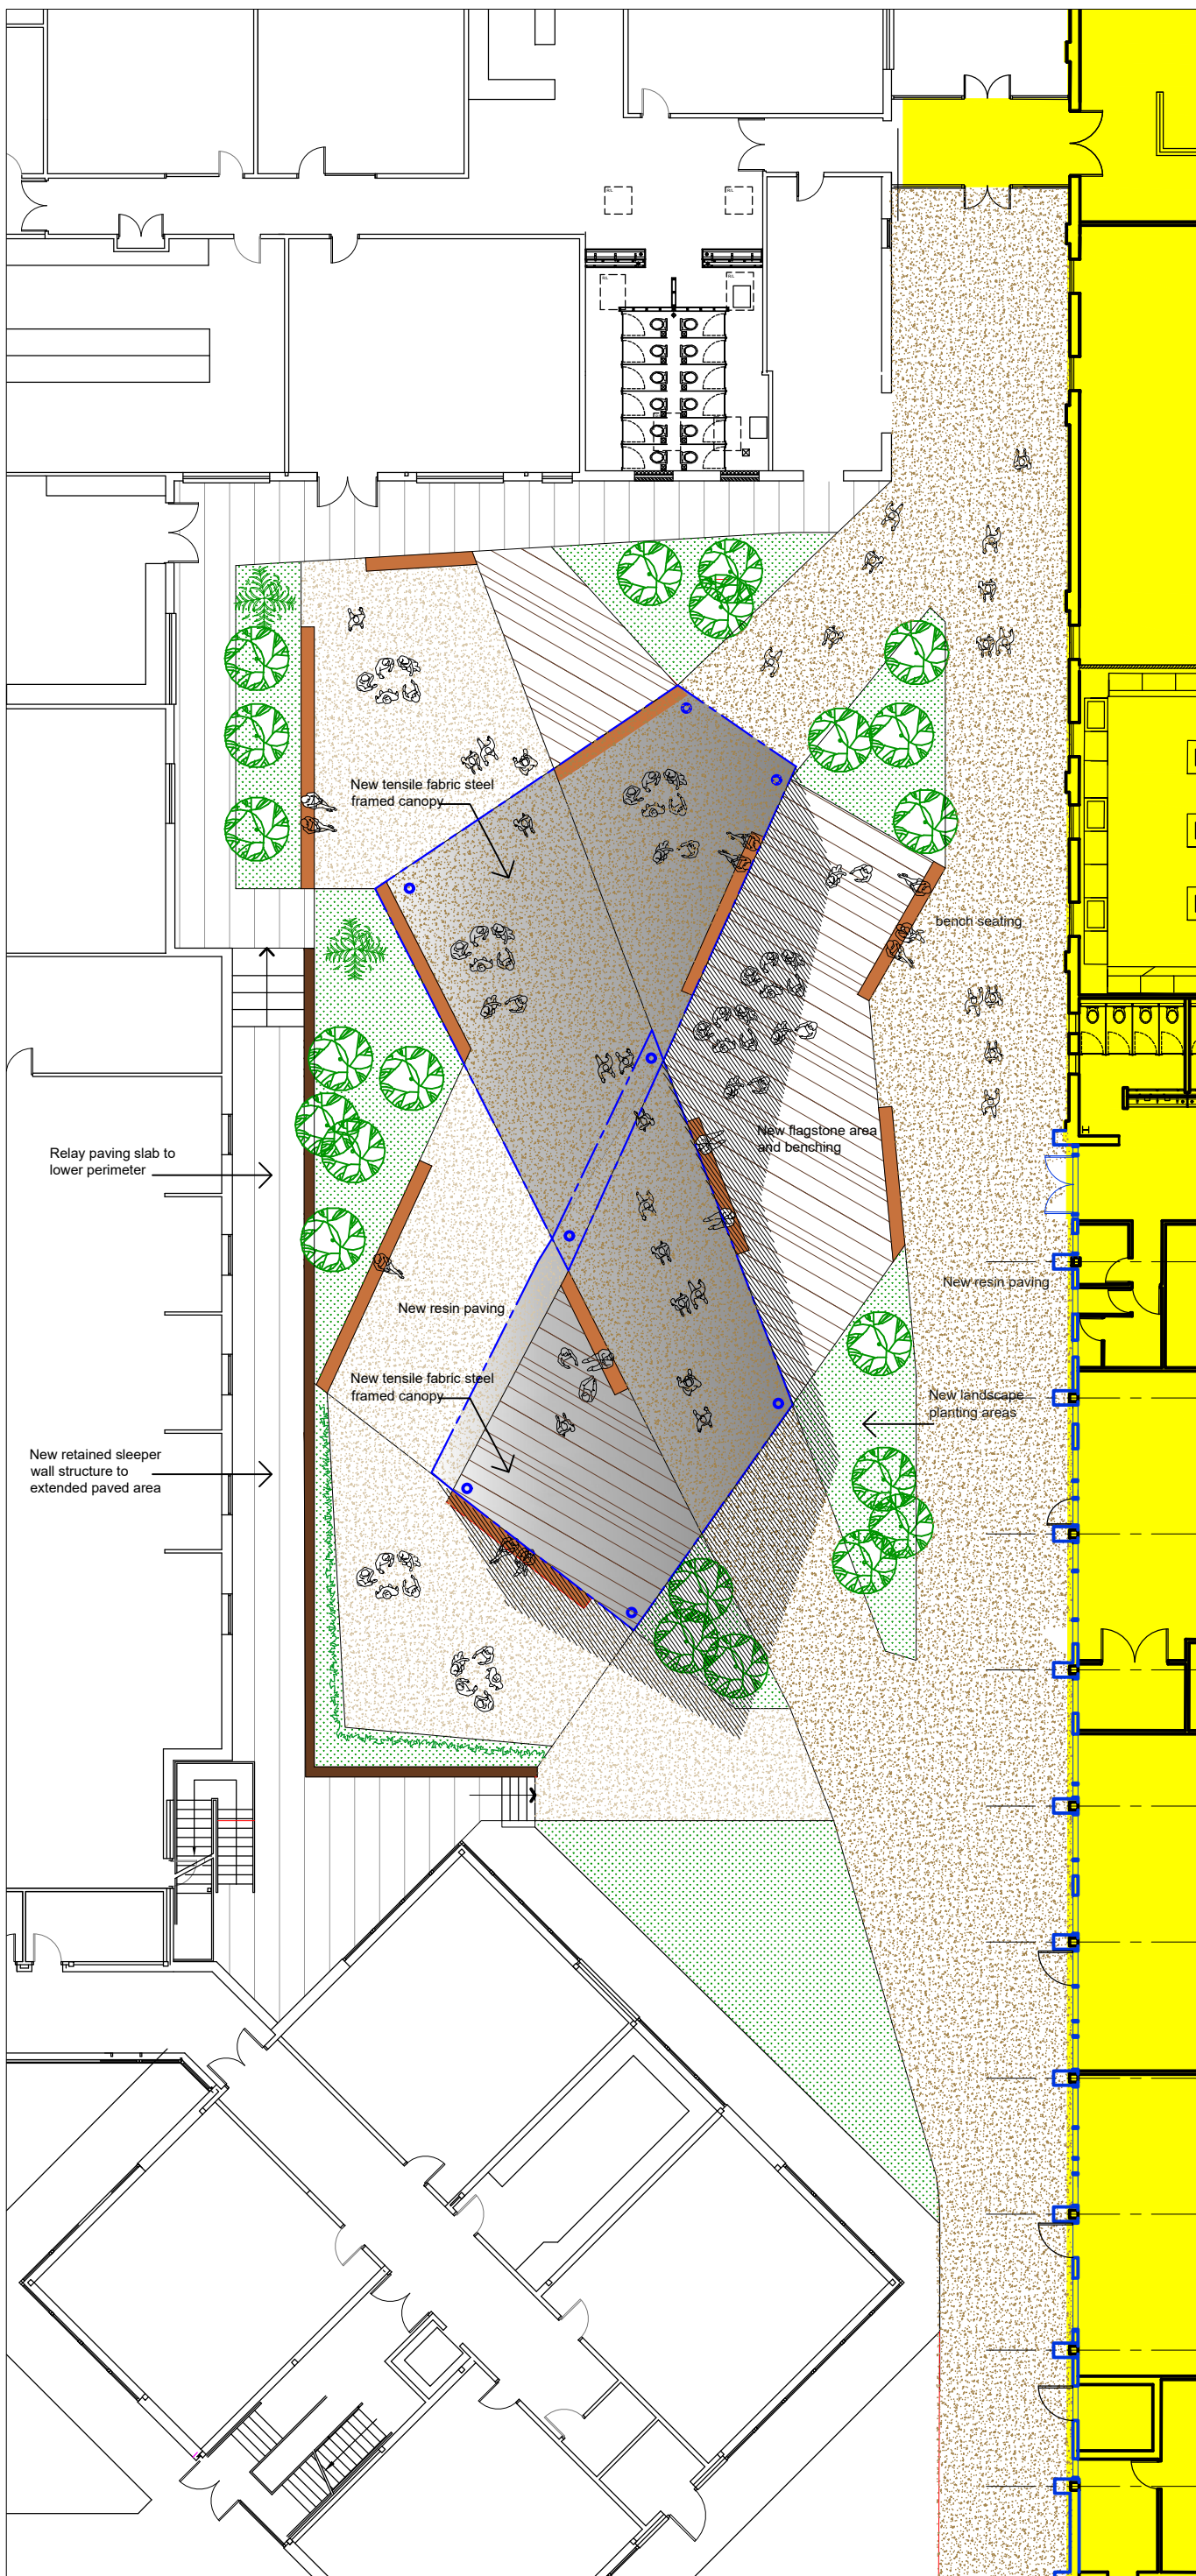 New tensile fabric steel
framed canopy
bench seating
New flagstone area
and benching
Relay paving slab to
lower perimeter
New resin paving
New resin paving
New tensile fabric steel
framed canopy
New landscape
planting areas
New retained sleeper
wall structure to
extended paved area